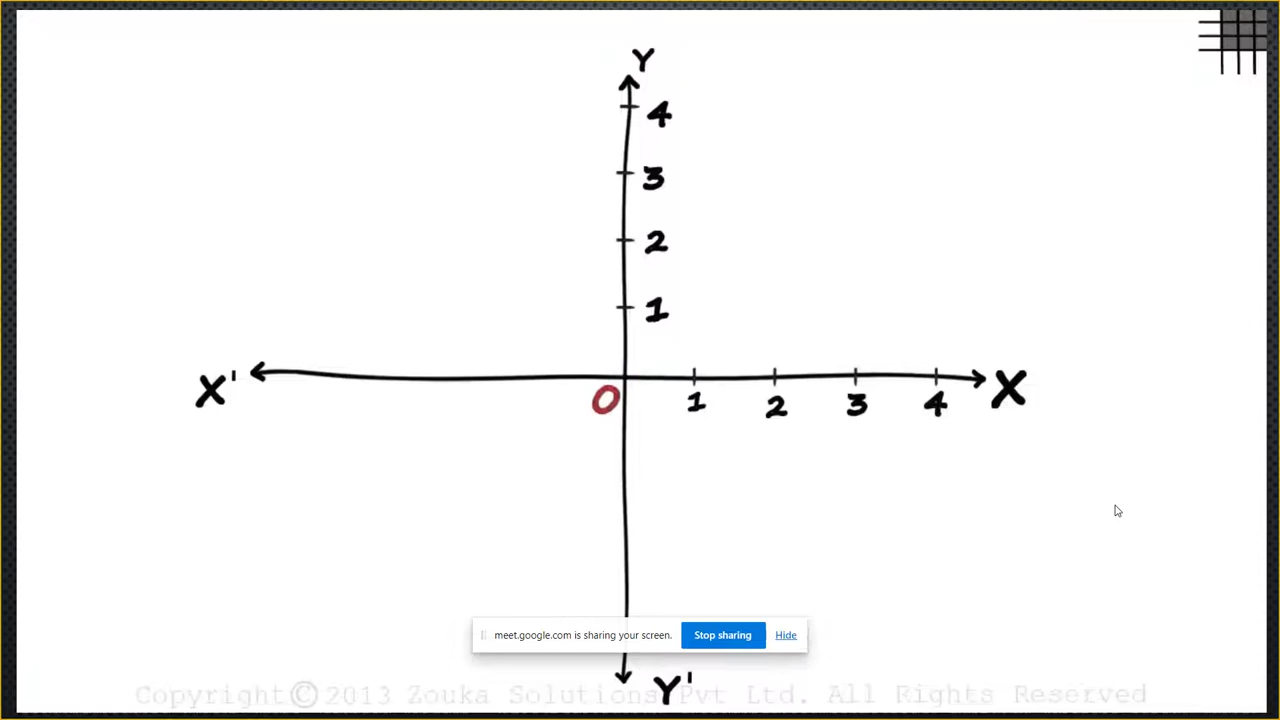 Y
4
3
2
1
X' O 1 2 3 4 X
meet.google.com is sharing your screen. Stop sharing Hide
Y'
Copyright © 2013 Zouka Solutions Pvt Ltd. All Rights Reserved